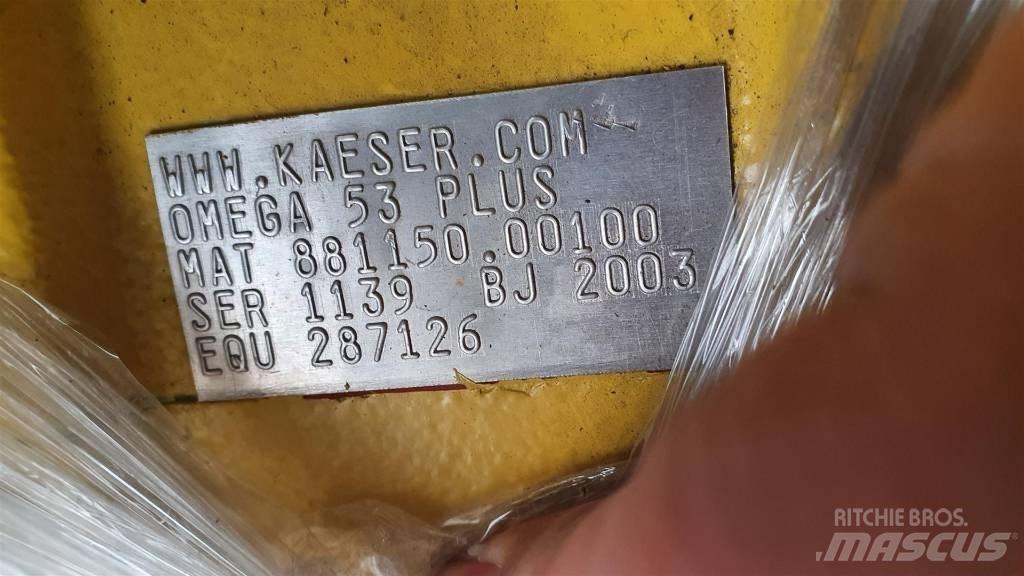 WWW.KAESER.COM
OMEGA 53 PLUS
MAT 881150.00100
SER 1139 BJ 2003
EQU 287126
RITCHIE BROS.
MASCUS